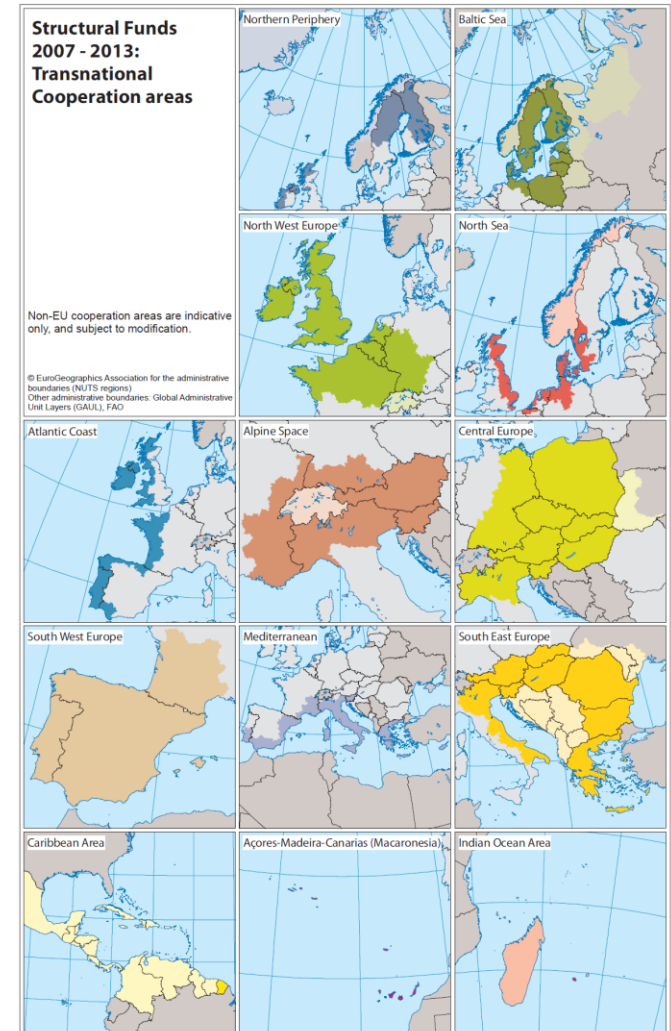 Structural Funds
2007 - 2013:
Transnational
Cooperation areas
Non-EU cooperation areas are indicative
only, and subject to modification.
© EuroGeographics Association for the administrative
boundaries (NUTS regions)
Other administrative boundaries: Global Administrative
Unit Layers (GAUL), FAO
Northern Periphery
Baltic Sea
North West Europe
North Sea
Atlantic Coast
Alpine Space
Central Europe
South West Europe
Mediterranean
South East Europe
Caribbean Area
Açores-Madeira-Canarias (Macaronesia)
Indian Ocean Area